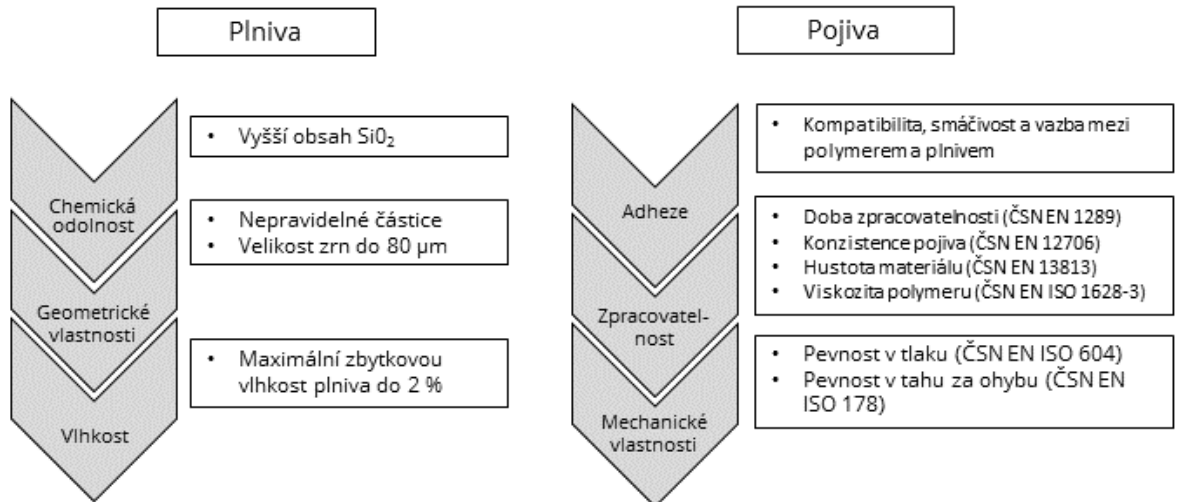 Plniva
Chemická
odolnost
• Vyšší obsah Si0₂
Geometrické
vlastnosti
• Nepravidelné částice
• Velikost zrn do 80 µm
Vlhkost
• Maximální zbytkovou
vlhkost plniva do 2 %
Pojiva
Adheze
• Kompatibilita, smáčivost a vazba mezi
polymerem a plnivem
Zpracovatel-
nost
• Doba zpracovatelnosti (ČSN EN 1289)
• Konzistence pojiva (ČSN EN 12706)
• Hustota materiálu (ČSN EN 13813)
• Viskozita polymeru (ČSN EN ISO 1628-3)
Mechanické
vlastnosti
• Pevnost v tlaku (ČSN EN ISO 604)
• Pevnost v tahu za ohybu (ČSN EN
ISO 178)